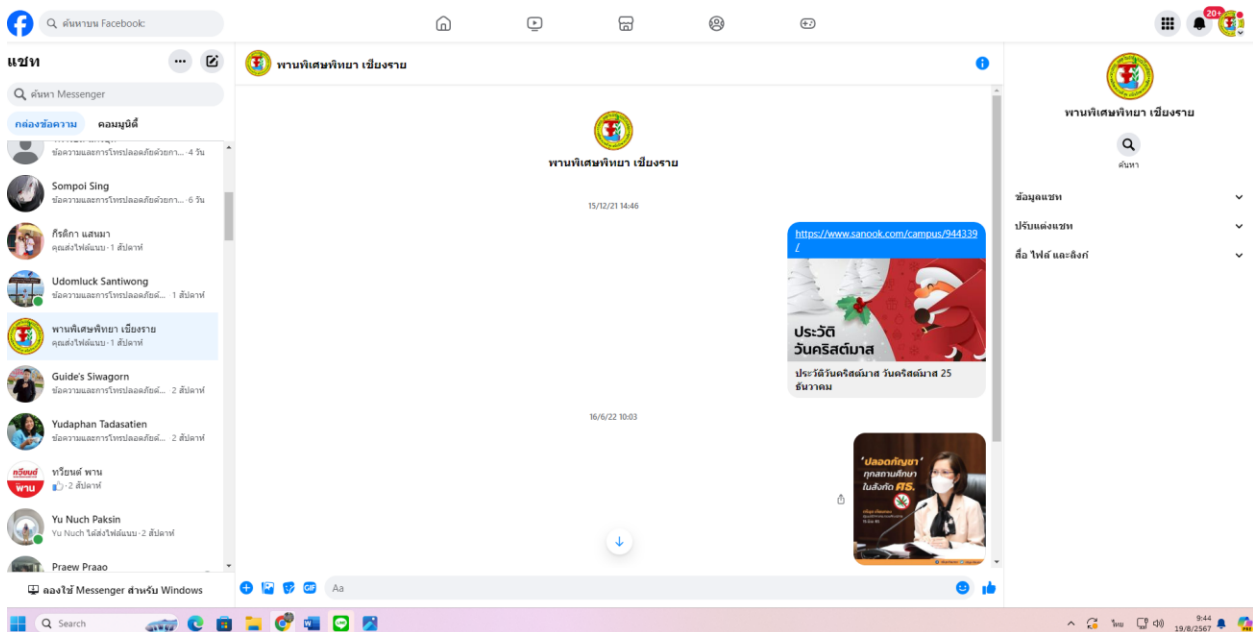 ค้นหาบน Facebook
20+
แชท
ค้นหา Messenger
กล่องข้อความ
คอมมูนิตี้
ข้อความและการโทรปลอดภัยด้วยกา... · 4 วัน
Sompoi Sing
ข้อความและการโทรปลอดภัยด้วยกา... · 6 วัน
กีรติกา แสนมา
คุณส่งไฟล์แนบ · 1 สัปดาห์
Udomluck Santiwong
ข้อความและการโทรปลอดภัยด้... 1 สัปดาห์
พานพิเศษพิทยา เชียงราย
คุณส่งไฟล์แนบ · 1 สัปดาห์
Guide's Siwagorn
ข้อความและการโทรปลอดภัยด้... 2 สัปดาห์
Yudaphan Tadasatien
ข้อความและการโทรปลอดภัยด้... 2 สัปดาห์
ทวียนต์ พาน
· 2 สัปดาห์
ทวียนต์
พาน
Yu Nuch Paksin
Yu Nuch ได้ส่งไฟล์แนบ · 2 สัปดาห์
Praew Praao
ลองใช้ Messenger สำหรับ Windows
พานพิเศษพิทยา เชียงราย
พานพิเศษพิทยา เชียงราย
15/12/21 14:46
https://www.sanook.com/campus/944339
/
ประวัติ
วันคริสต์มาส
ประวัติวันคริสต์มาส วันคริสต์มาส 25
ธันวาคม
16/6/22 10:03
‘ปลอดกัญชา’
ทุกสถานศึกษา
ในสังกัด ศธ.
GIF
Aa
พานพิเศษพิทยา เชียงราย
ค้นหา
ข้อมูลแชท
ปรับแต่งแชท
สื่อ ไฟล์ และลิงก์
Search
ไทย
9:44
19/8/2567